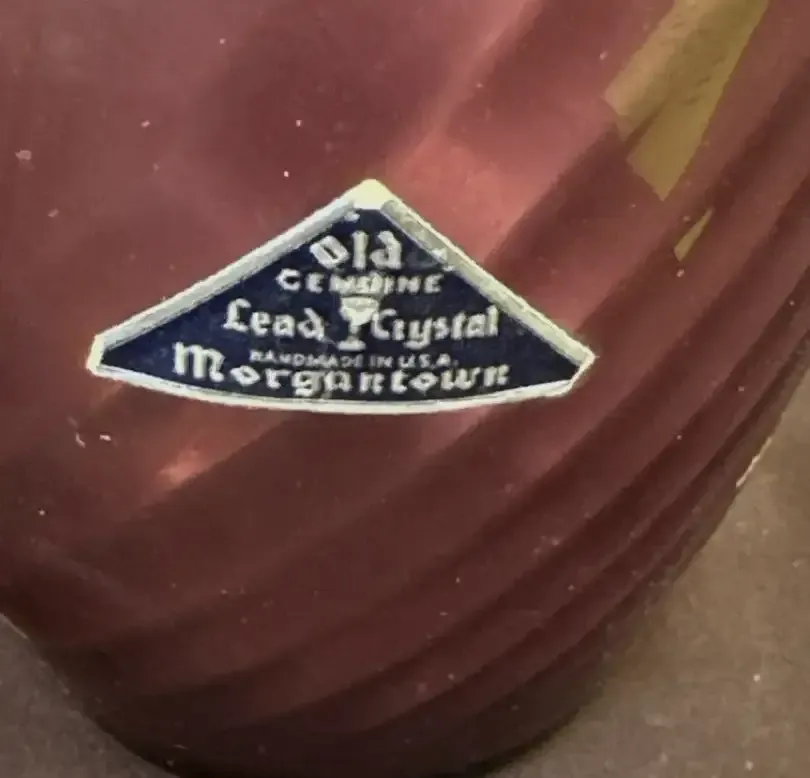 Old
GENUINE
Lead Crystal
HANDMADE IN U.S.A.
Morgantown